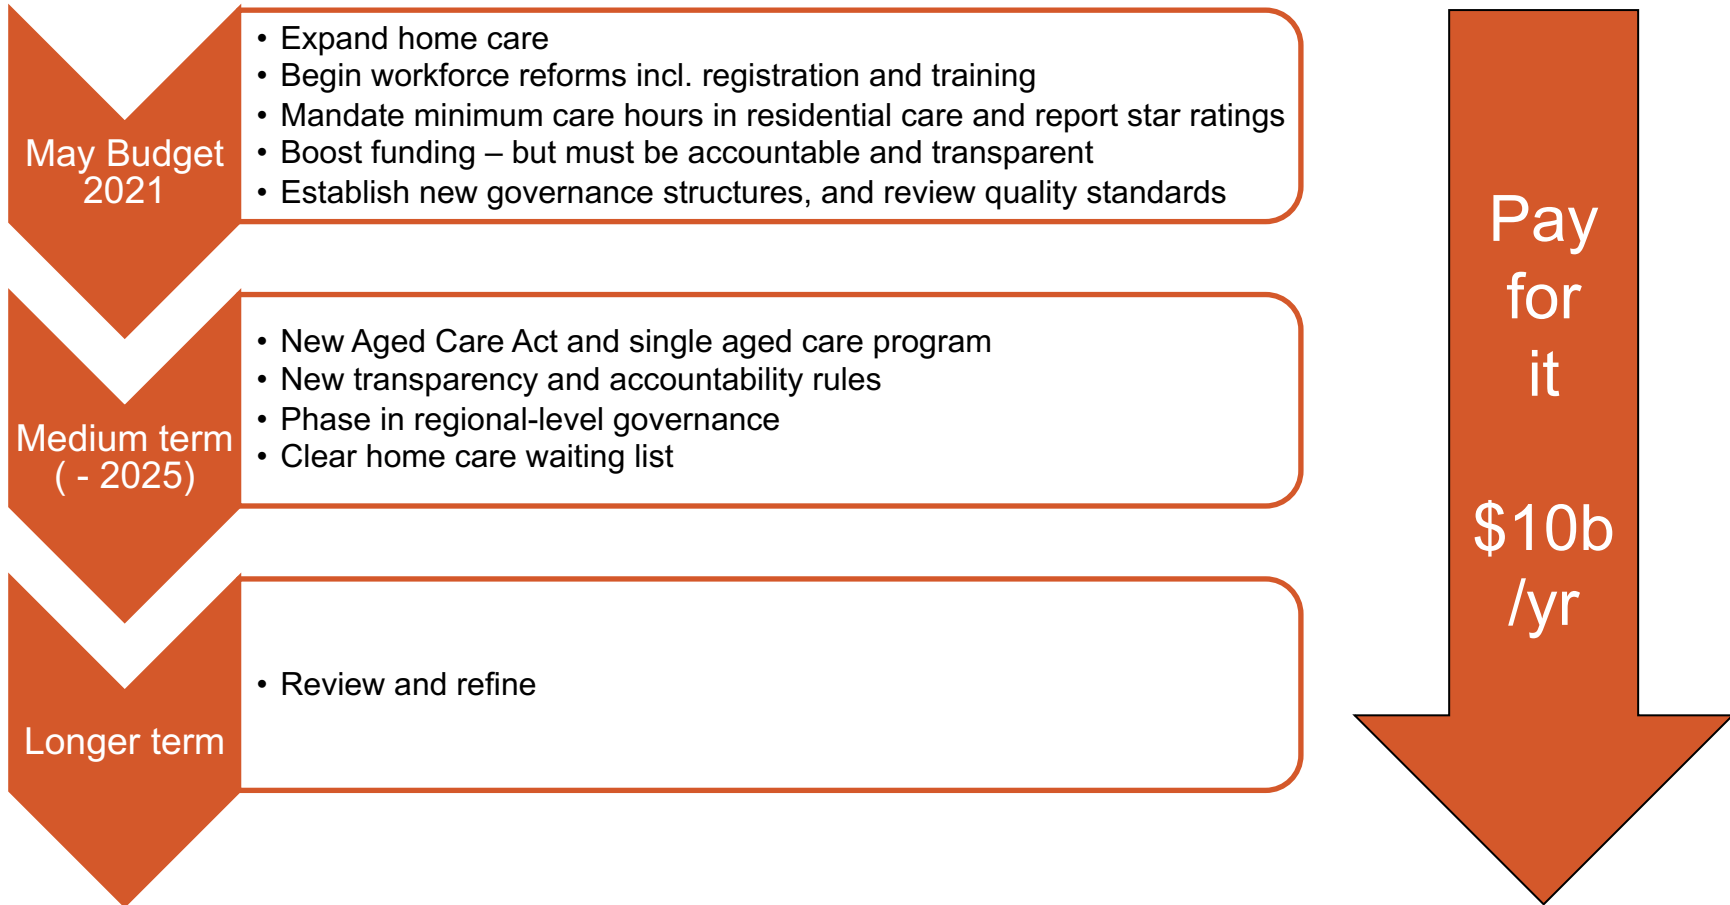 May Budget
2021
• Expand home care
• Begin workforce reforms incl. registration and training
• Mandate minimum care hours in residential care and report star ratings
• Boost funding – but must be accountable and transparent
• Establish new governance structures, and review quality standards
Medium term
( - 2025)
• New Aged Care Act and single aged care program
• New transparency and accountability rules
• Phase in regional-level governance
• Clear home care waiting list
Longer term
• Review and refine
Pay
for
it
$10b
/yr